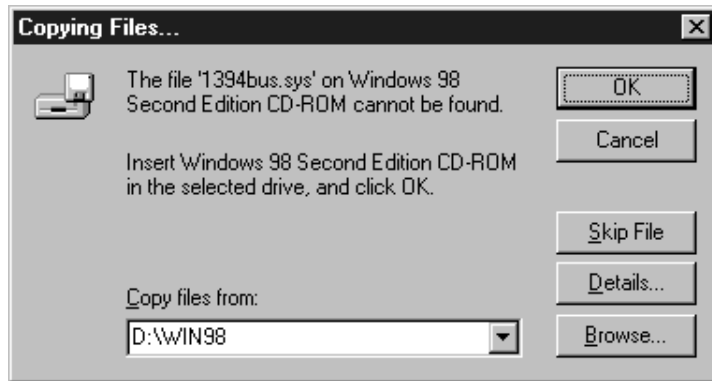 Copying Files...
The file '1394bus.sys' on Windows 98
Second Edition CD-ROM cannot be found.
Insert Windows 98 Second Edition CD-ROM
in the selected drive, and click OK.
Copy files from:
D:\WIN98
OK
Cancel
Skip File
Details...
Browse...